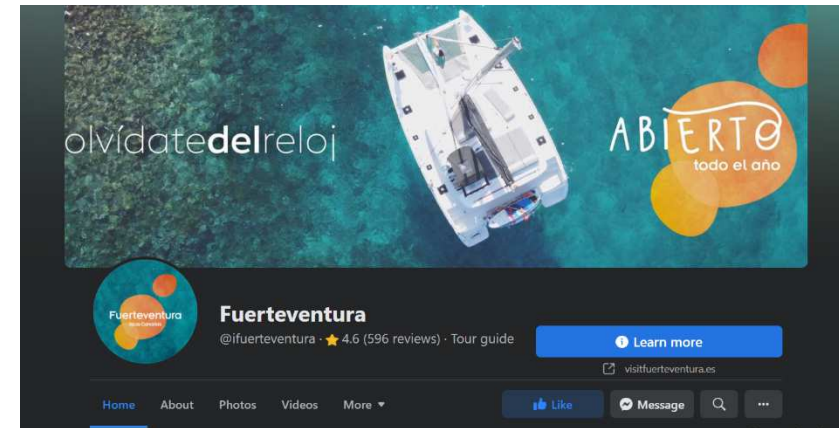 olvídatedelreloj
ABIERTO
todo el año
Fuerteventura
Fuerteventura
@ifuerteventura · 4.6 (596 reviews) · Tour guide
Learn more
visitfuerteventura.es
Home About Photos Videos More
Like Message